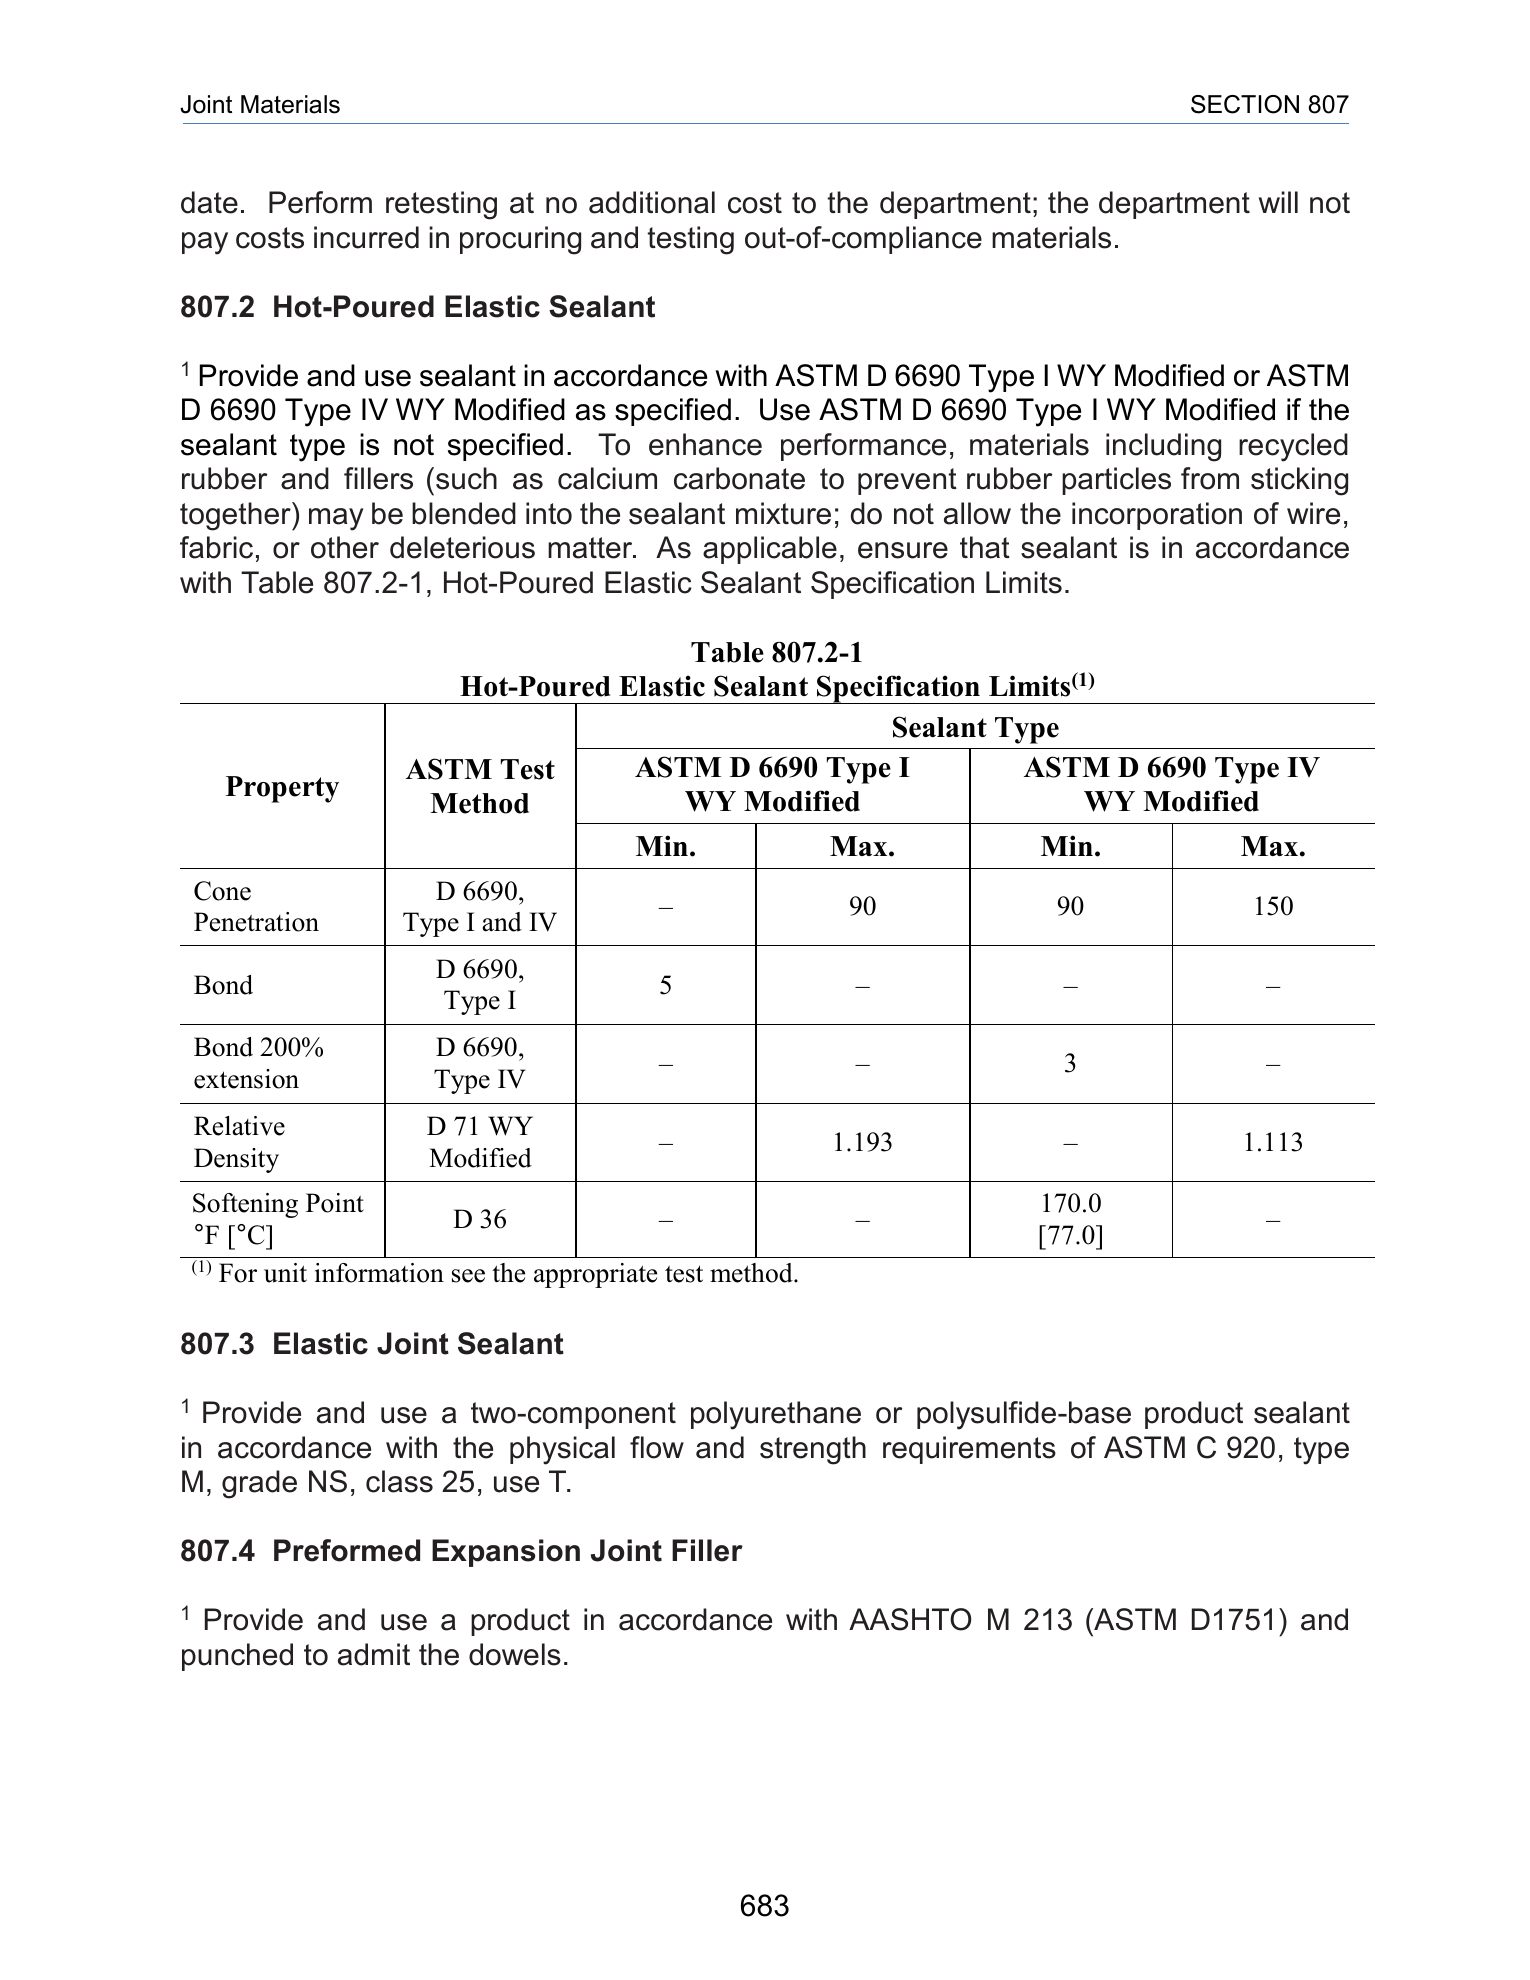 Joint Materials SECTION 807
date. Perform retesting at no additional cost to the department; the department will not
pay costs incurred in procuring and testing out-of-compliance materials.
807.2 Hot-Poured Elastic Sealant
1 Provide and use sealant in accordance with ASTM D 6690 Type I WY Modified or ASTM
D 6690 Type IV WY Modified as specified. Use ASTM D 6690 Type I WY Modified if the
sealant type is not specified. To enhance performance, materials including recycled
rubber and fillers (such as calcium carbonate to prevent rubber particles from sticking
together) may be blended into the sealant mixture; do not allow the incorporation of wire,
fabric, or other deleterious matter. As applicable, ensure that sealant is in accordance
with Table 807.2-1, Hot-Poured Elastic Sealant Specification Limits.
Table 807.2-1
Hot-Poured Elastic Sealant Specification Limits(1)
Property
ASTM Test
Method
Sealant Type
ASTM D 6690 Type I
WY Modified
ASTM D 6690 Type IV
WY Modified
Min. Max. Min. Max.
Cone
Penetration
D 6690,
Type I and IV
– 90 90 150
Bond
D 6690,
Type I
5 – – –
Bond 200%
extension
D 6690,
Type IV
– – 3 –
Relative
Density
D 71 WY
Modified
– 1.193 – 1.113
Softening Point
°F [°C]
D 36
– –
170.0
[77.0]
–
(1) For unit information see the appropriate test method.
807.3 Elastic Joint Sealant
1 Provide and use a two-component polyurethane or polysulfide-base product sealant
in accordance with the physical flow and strength requirements of ASTM C 920, type
M, grade NS, class 25, use T.
807.4 Preformed Expansion Joint Filler
1 Provide and use a product in accordance with AASHTO M 213 (ASTM D1751) and
punched to admit the dowels.
683